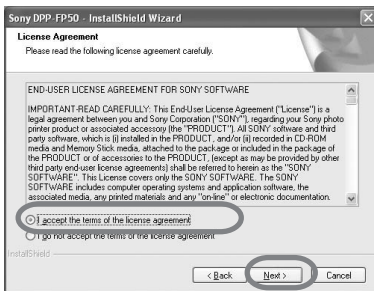 Sony DPP-FP50 - InstallShield Wizard
License Agreement
Please read the following license agreement carefully.
END-USER LICENSE AGREEMENT FOR SONY SOFTWARE
IMPORTANT-READ CAREFULLY: This End-User License Agreement ("License") is a
legal agreement between you and Sony Corporation ("SONY"), regarding your Sony photo
printer product or associated accessory (the "PRODUCT"). All SONY software and third
party software, which is (i) installed in the PRODUCT, and/or (ii) recorded in CD-ROM
media and Memory Stick media, attached to the package or included in the package of
the PRODUCT or of accessories to the PRODUCT, (except as may be provided by other
third party end-user license agreements) shall be referred to herein as the "SONY
SOFTWARE". This License covers only the SONY SOFTWARE. The SONY
SOFTWARE includes computer operating systems and application software, the
associated media, any printed materials and any "on-line" or electronic documentation.
I accept the terms of the license agreement
I do not accept the terms of the license agreement
InstallShield
< Back Next > Cancel